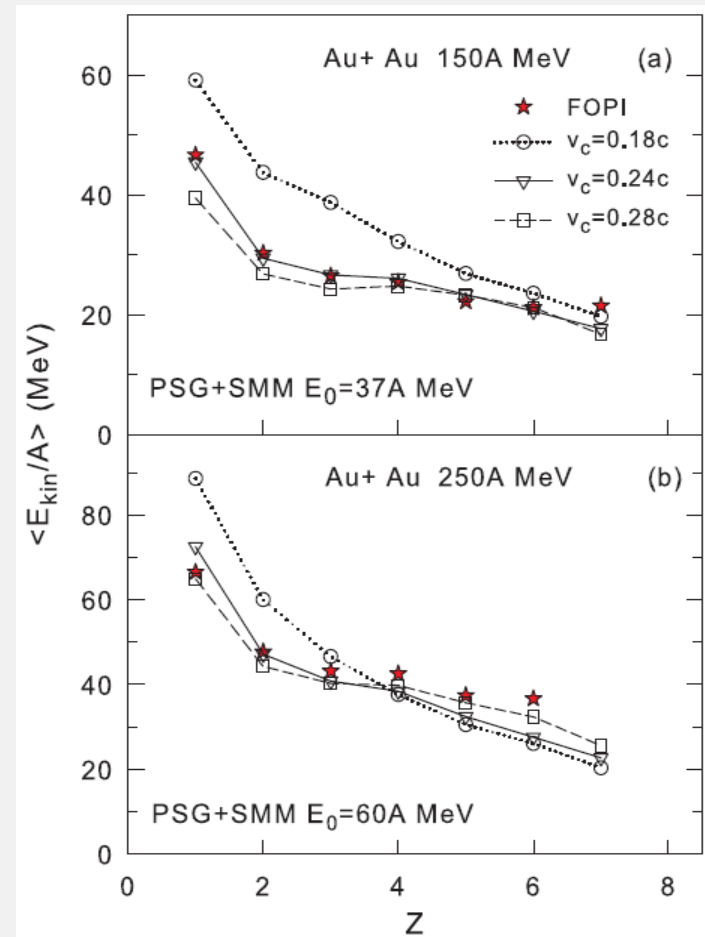 Au+ Au 150A MeV (a)
FOPI
v_c=0.18c
v_c=0.24c
v_c=0.28c
60
40
20
0
PSG+SMM E_0=37A MeV
<E_kin/A> (MeV)
Au+ Au 250A MeV (b)
80
60
40
20
0
PSG+SMM E_0=60A MeV
0 2 4 6 8
Z